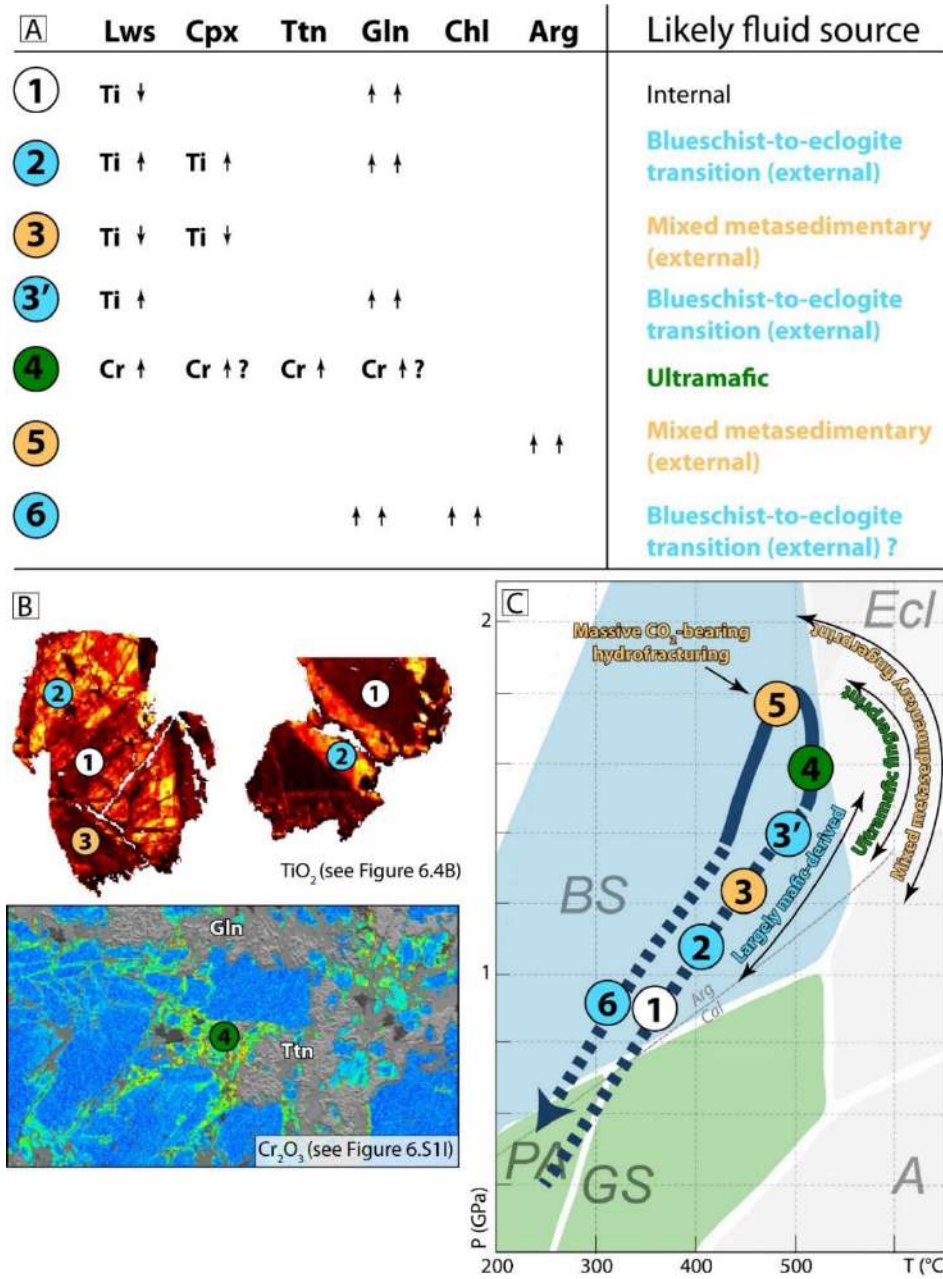 A Lws Cpx Ttn Gln Chl Arg Likely fluid source
1 Ti ↓ ↑ ↑ Internal
2 Ti ↑ Ti ↑ ↑ ↑ Blueschist-to-eclogite
transition (external)
3 Ti ↓ Ti ↓ Mixed metasedimentary
(external)
3’ Ti ↑ ↑ ↑ Blueschist-to-eclogite
transition (external)
4 Cr ↑ Cr ↑? Cr ↑ Cr ↑? Ultramafic
5 ↑ ↑ Mixed metasedimentary
(external)
6 ↑ ↑ ↑ ↑ Blueschist-to-eclogite
transition (external) ?
B
2
1
3
1
2
TiO2 (see Figure 6.4B)
Gln
4
Ttn
Cr2O3 (see Figure 6.S1I)
C
Ecl
2
Massive CO2-bearing
hydrofracturing
5
4
3’
3
2
6
1
BS
Mixed metasedimentary fingerprint
Ultramafic fingerprint
Largely mafic-derived
1
Arg
Cal
PA
GS
A
P (GPa)
200 300 400 500 T (°C